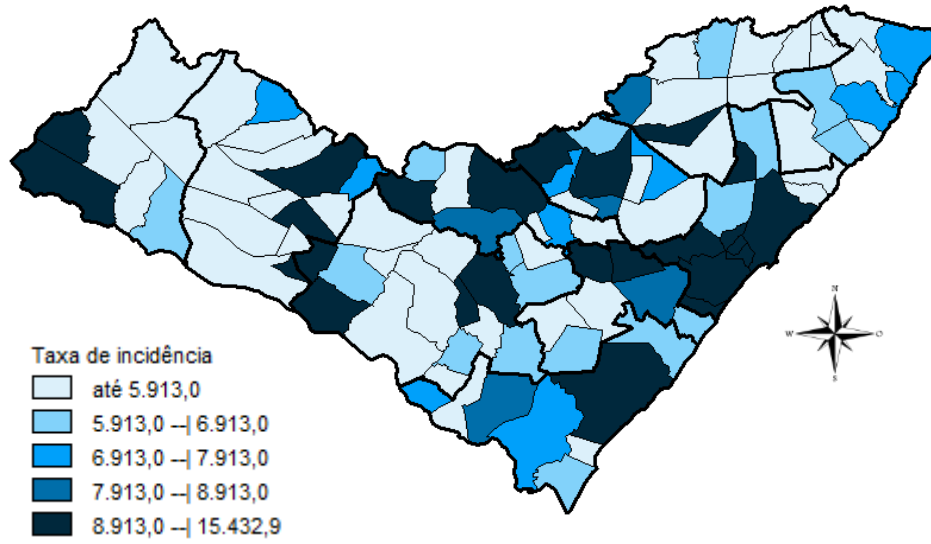 N
W
O
S
Taxa de incidência
até 5.913,0
5.913,0 --| 6.913,0
6.913,0 --| 7.913,0
7.913,0 --| 8.913,0
8.913,0 --| 15.432,9